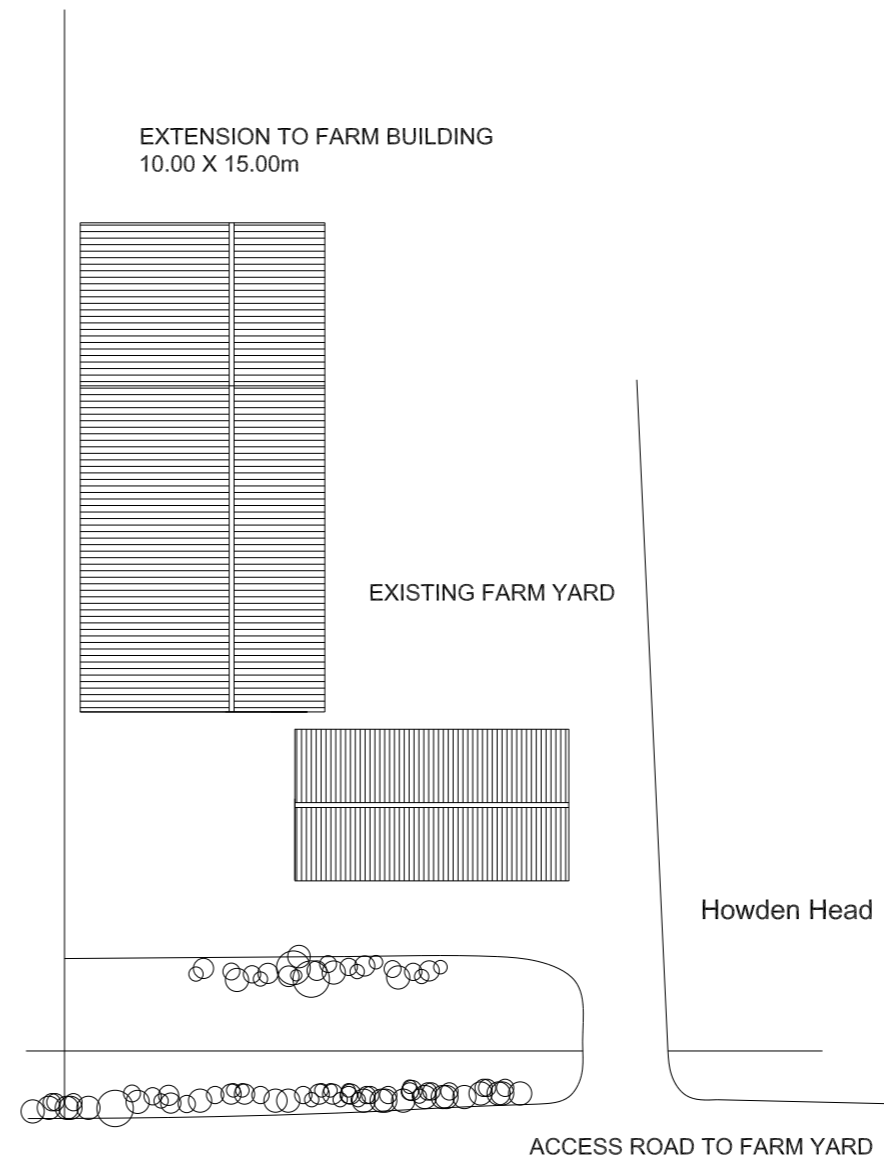 EXTENSION TO FARM BUILDING
10.00 X 15.00m
EXISTING FARM YARD
Howden Head
ACCESS ROAD TO FARM YARD